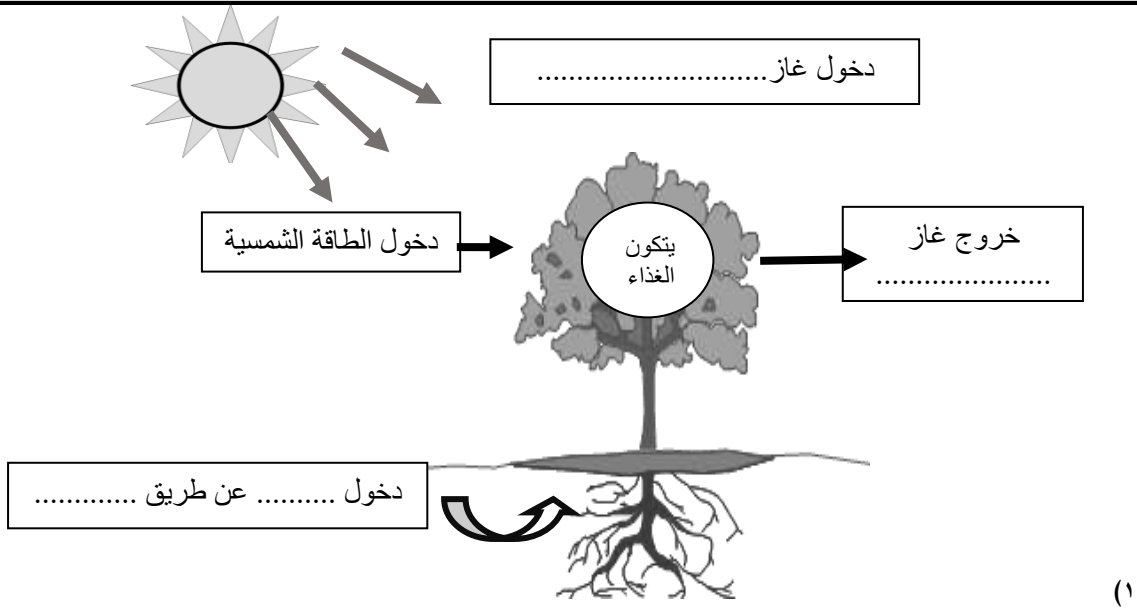 دخول غاز.............................
دخول الطاقة الشمسية
يتكون
الغذاء
خروج غاز
......................
دخول .......... عن طريق .............
١)